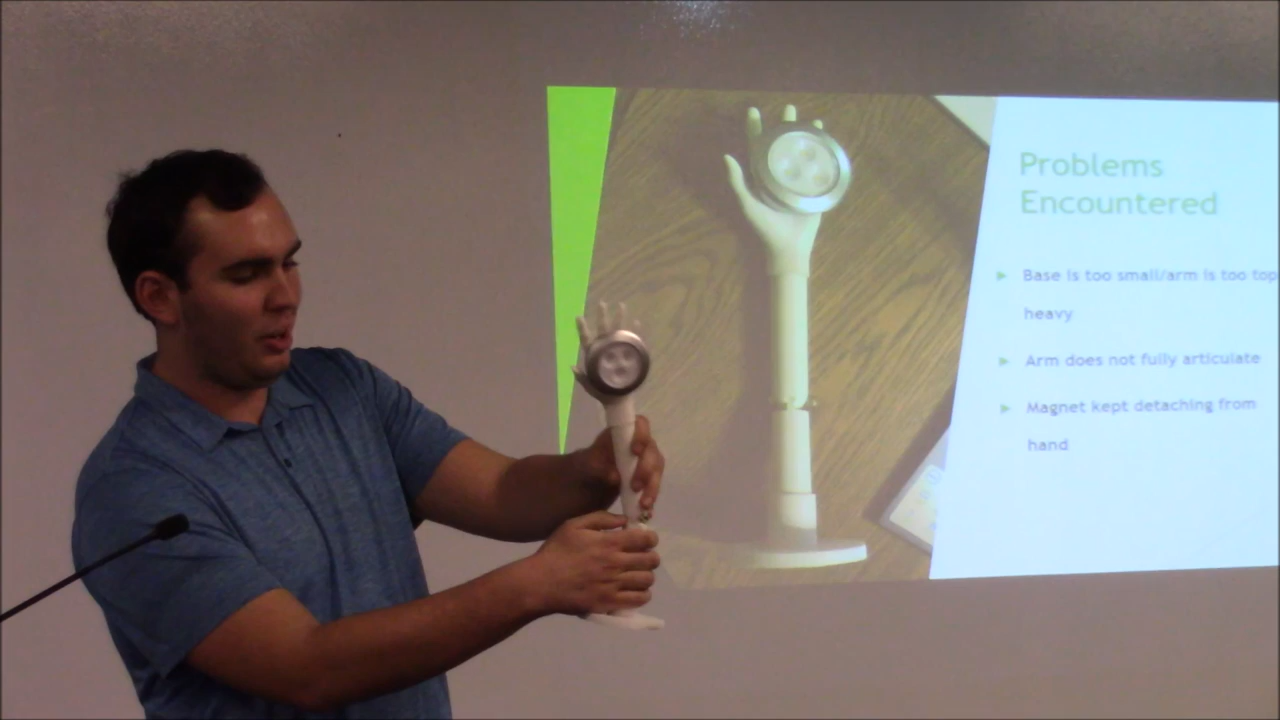 Problems
Encountered
Base is too small/arm is too top
heavy
Arm does not fully articulate
Magnet kept detaching from
hand